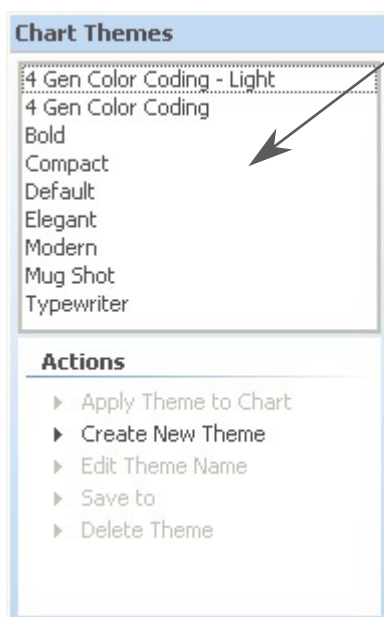 Chart Themes
4 Gen Color Coding - Light
4 Gen Color Coding
Bold
Compact
Default
Elegant
Modern
Mug Shot
Typewriter
Actions
Apply Theme to Chart
Create New Theme
Edit Theme Name
Save to
Delete Theme